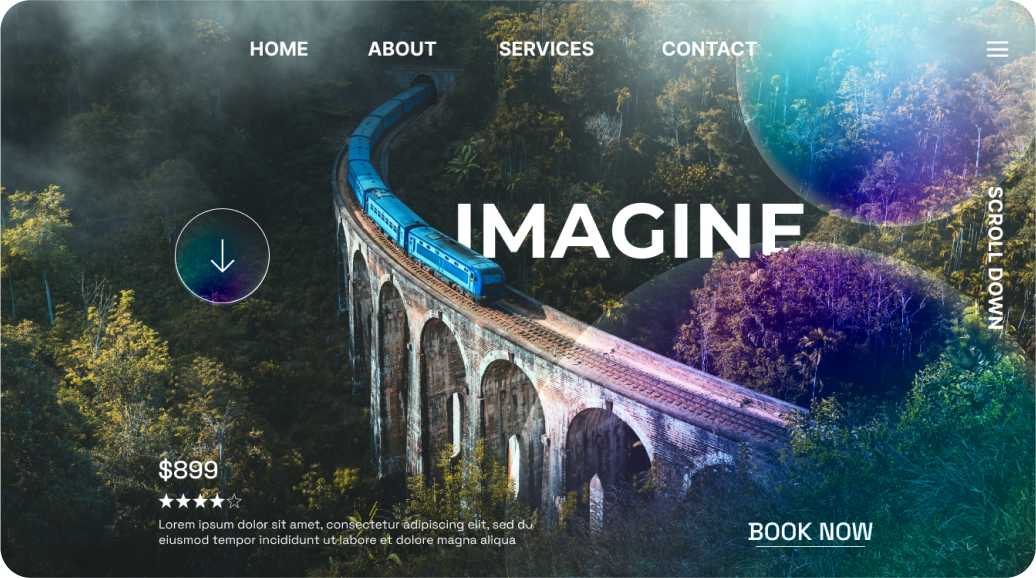 HOME ABOUT SERVICES CONTACT
IMAGINE
SCROLL DOWN
$899
Lorem ipsum dolor sit amet, consectetur adipiscing elit, sed du
eiusmod tempor incididunt ut labore et dolore magna aliqua
BOOK NOW